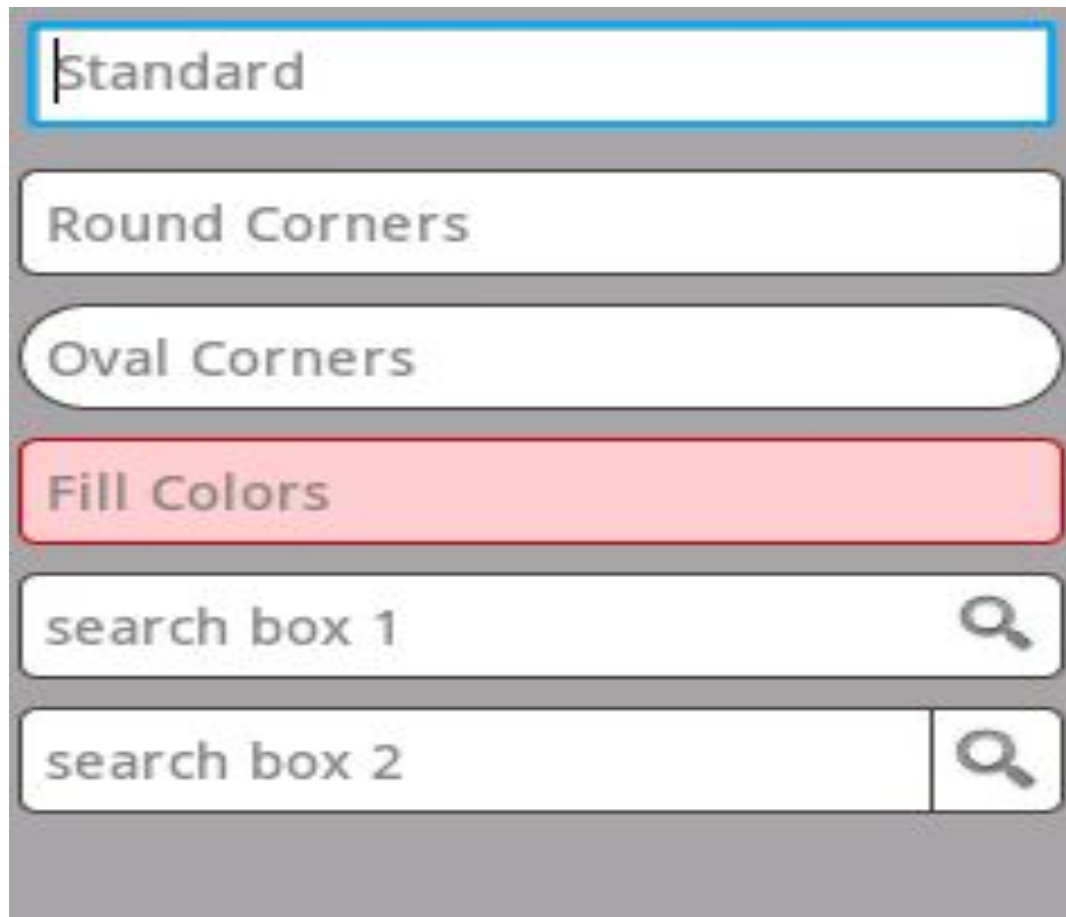 Standard
Round Corners
Oval Corners
Fill Colors
search box 1
search box 2